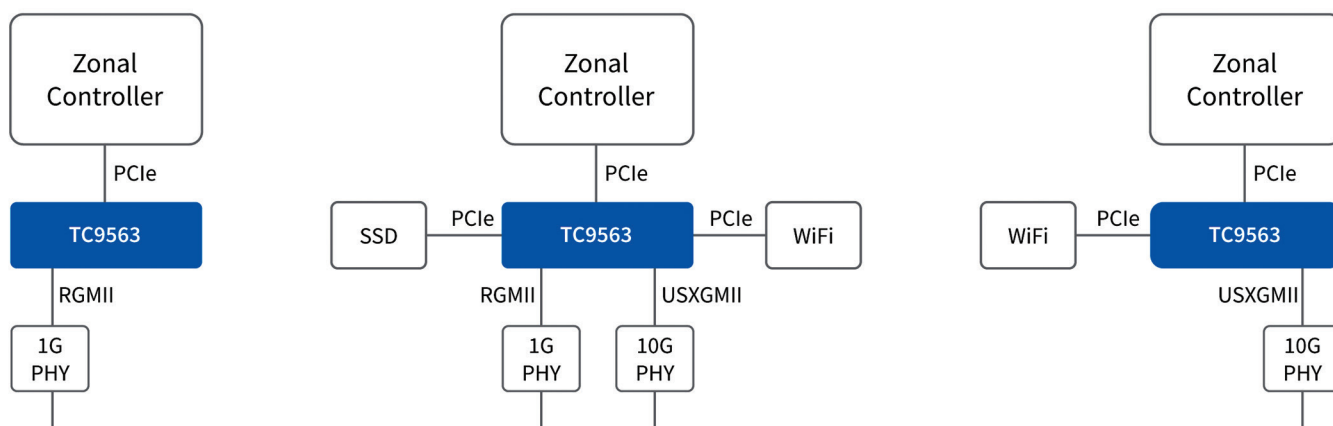 Zonal
Controller
PCIe
TC9563
RGMII
1G
PHY
Zonal
Controller
PCIe
SSD
PCIe
TC9563
PCIe
WiFi
RGMII
USXGMII
1G
PHY
10G
PHY
Zonal
Controller
PCIe
WiFi
PCIe
TC9563
USXGMII
10G
PHY